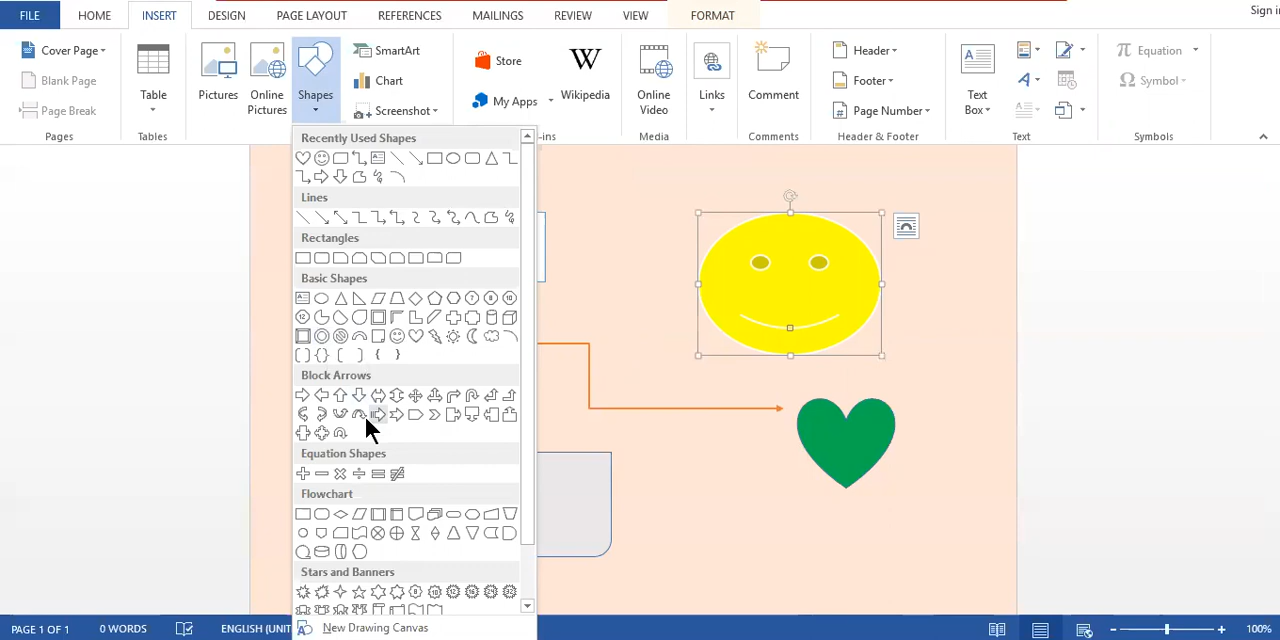 FILE HOME INSERT DESIGN PAGE LAYOUT REFERENCES MAILINGS REVIEW VIEW FORMAT Sign
Cover Page
Blank Page
Page Break
Pages
Table
Tables
Pictures
Online
Pictures
Shapes
SmartArt
Chart
Screenshot
Store
My Apps
Wikipedia
-ins
Online
Video
Media
Links
Comment
Comments
Header
Footer
Page Number
Header & Footer
Text
Box
Text
Equation
Symbol
Symbols
Recently Used Shapes
Lines
Rectangles
Basic Shapes
Block Arrows
Equation Shapes
Flowchart
Stars and Banners
New Drawing Canvas
PAGE 1 OF 1 0 WORDS ENGLISH (UNIT 100%